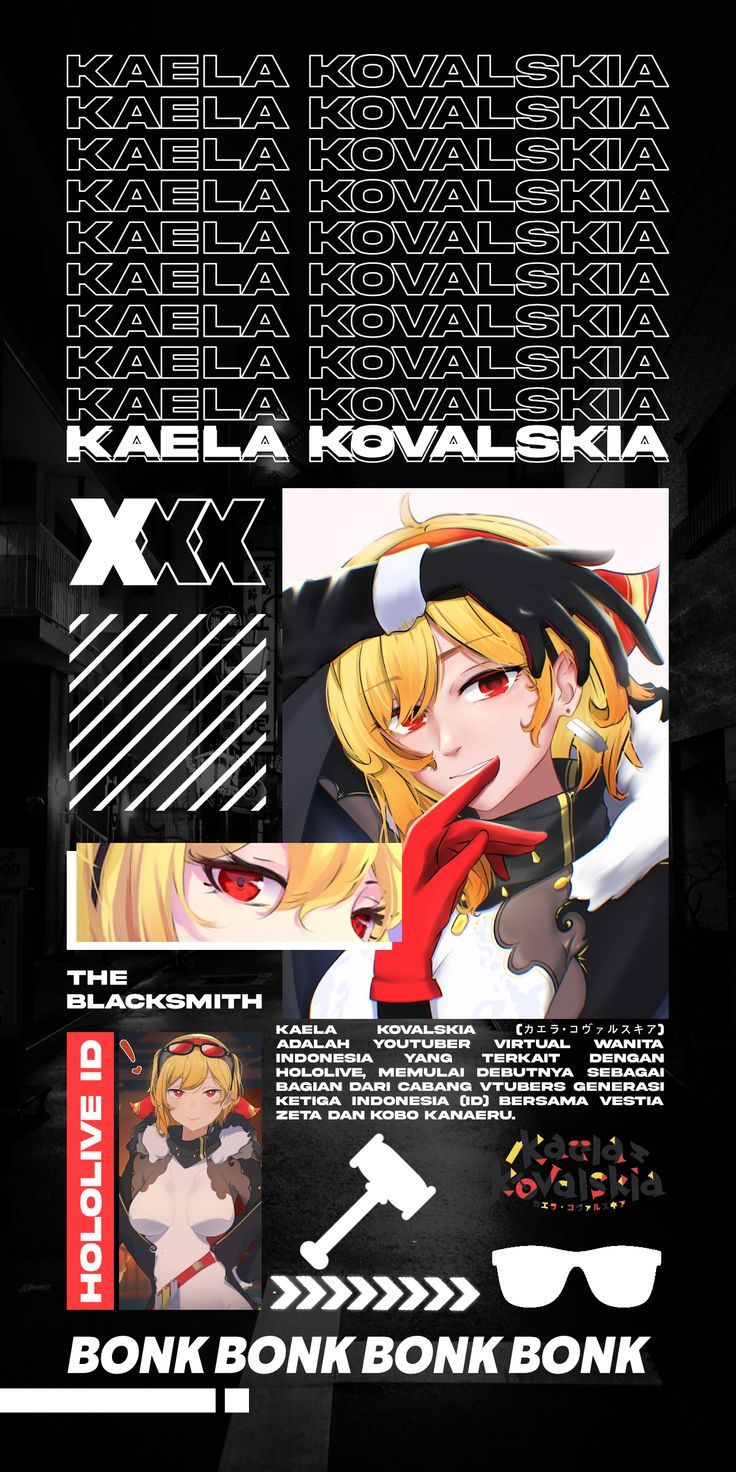 KAELA KOVALSKIA
KAELA KOVALSKIA
KAELA KOVALSKIA
KAELA KOVALSKIA
KAELA KOVALSKIA
KAELA KOVALSKIA
KAELA KOVALSKIA
KAELA KOVALSKIA
KAELA KOVALSKIA
KAELA KOVALSKIA
XXX
THE
BLACKSMITH
KAELA KOVALSKIA (カエラ・コヴァルスキア)
ADALAH YOUTUBER VIRTUAL WANITA
INDONESIA YANG TERKAIT DENGAN
HOLOLIVE, MEMULAI DEBUTNYA SEBAGAI
BAGIAN DARI CABANG VTUBERS GENERASI
KETIGA INDONESIA (ID) BERSAMA VESTIA
ZETA DAN KOBO KANAERU.
HOLOLIVE ID
Kaela
Kovalskia
カエラ・コヴァルスキア
BONK BONK BONK BONK